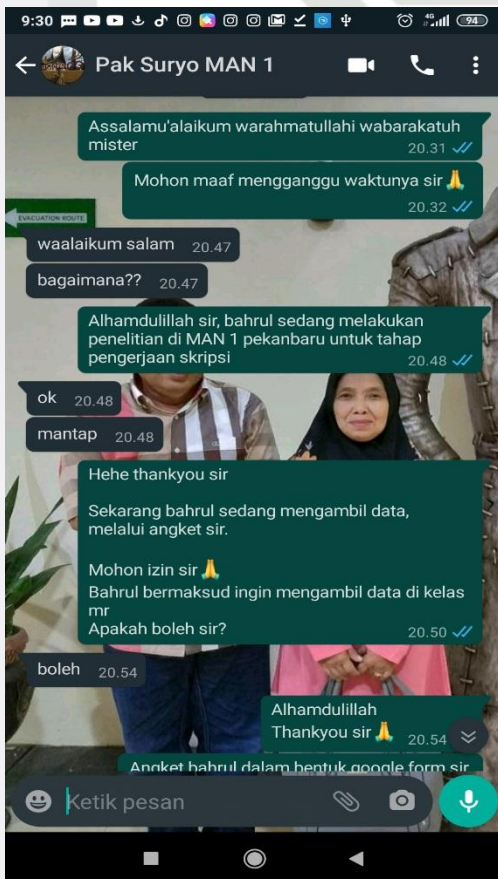 9:30
4G
94
Pak Suryo MAN 1
Assalamu'alaikum warahmatullahi wabarakatuh
mister
20.31
Mohon maaf mengganggu waktunya sir 🙏
20.32
EVACUATION ROUTE
waalaikum salam 20.47
bagaimana?? 20.47
Alhamdulillah sir, bahrul sedang melakukan
penelitian di MAN 1 pekanbaru untuk tahap
pengerjaan skripsi
20.48
ok 20.48
mantap 20.48
Hehe thankyou sir
Sekarang bahrul sedang mengambil data,
melalui angket sir.
Mohon izin sir 🙏
Bahrul bermaksud ingin mengambil data di kelas
mr
Apakah boleh sir?
20.50
boleh 20.54
Alhamdulillah
Thankyou sir 🙏
20.54
Angket bahrul dalam bentuk google form sir
Ketik pesan